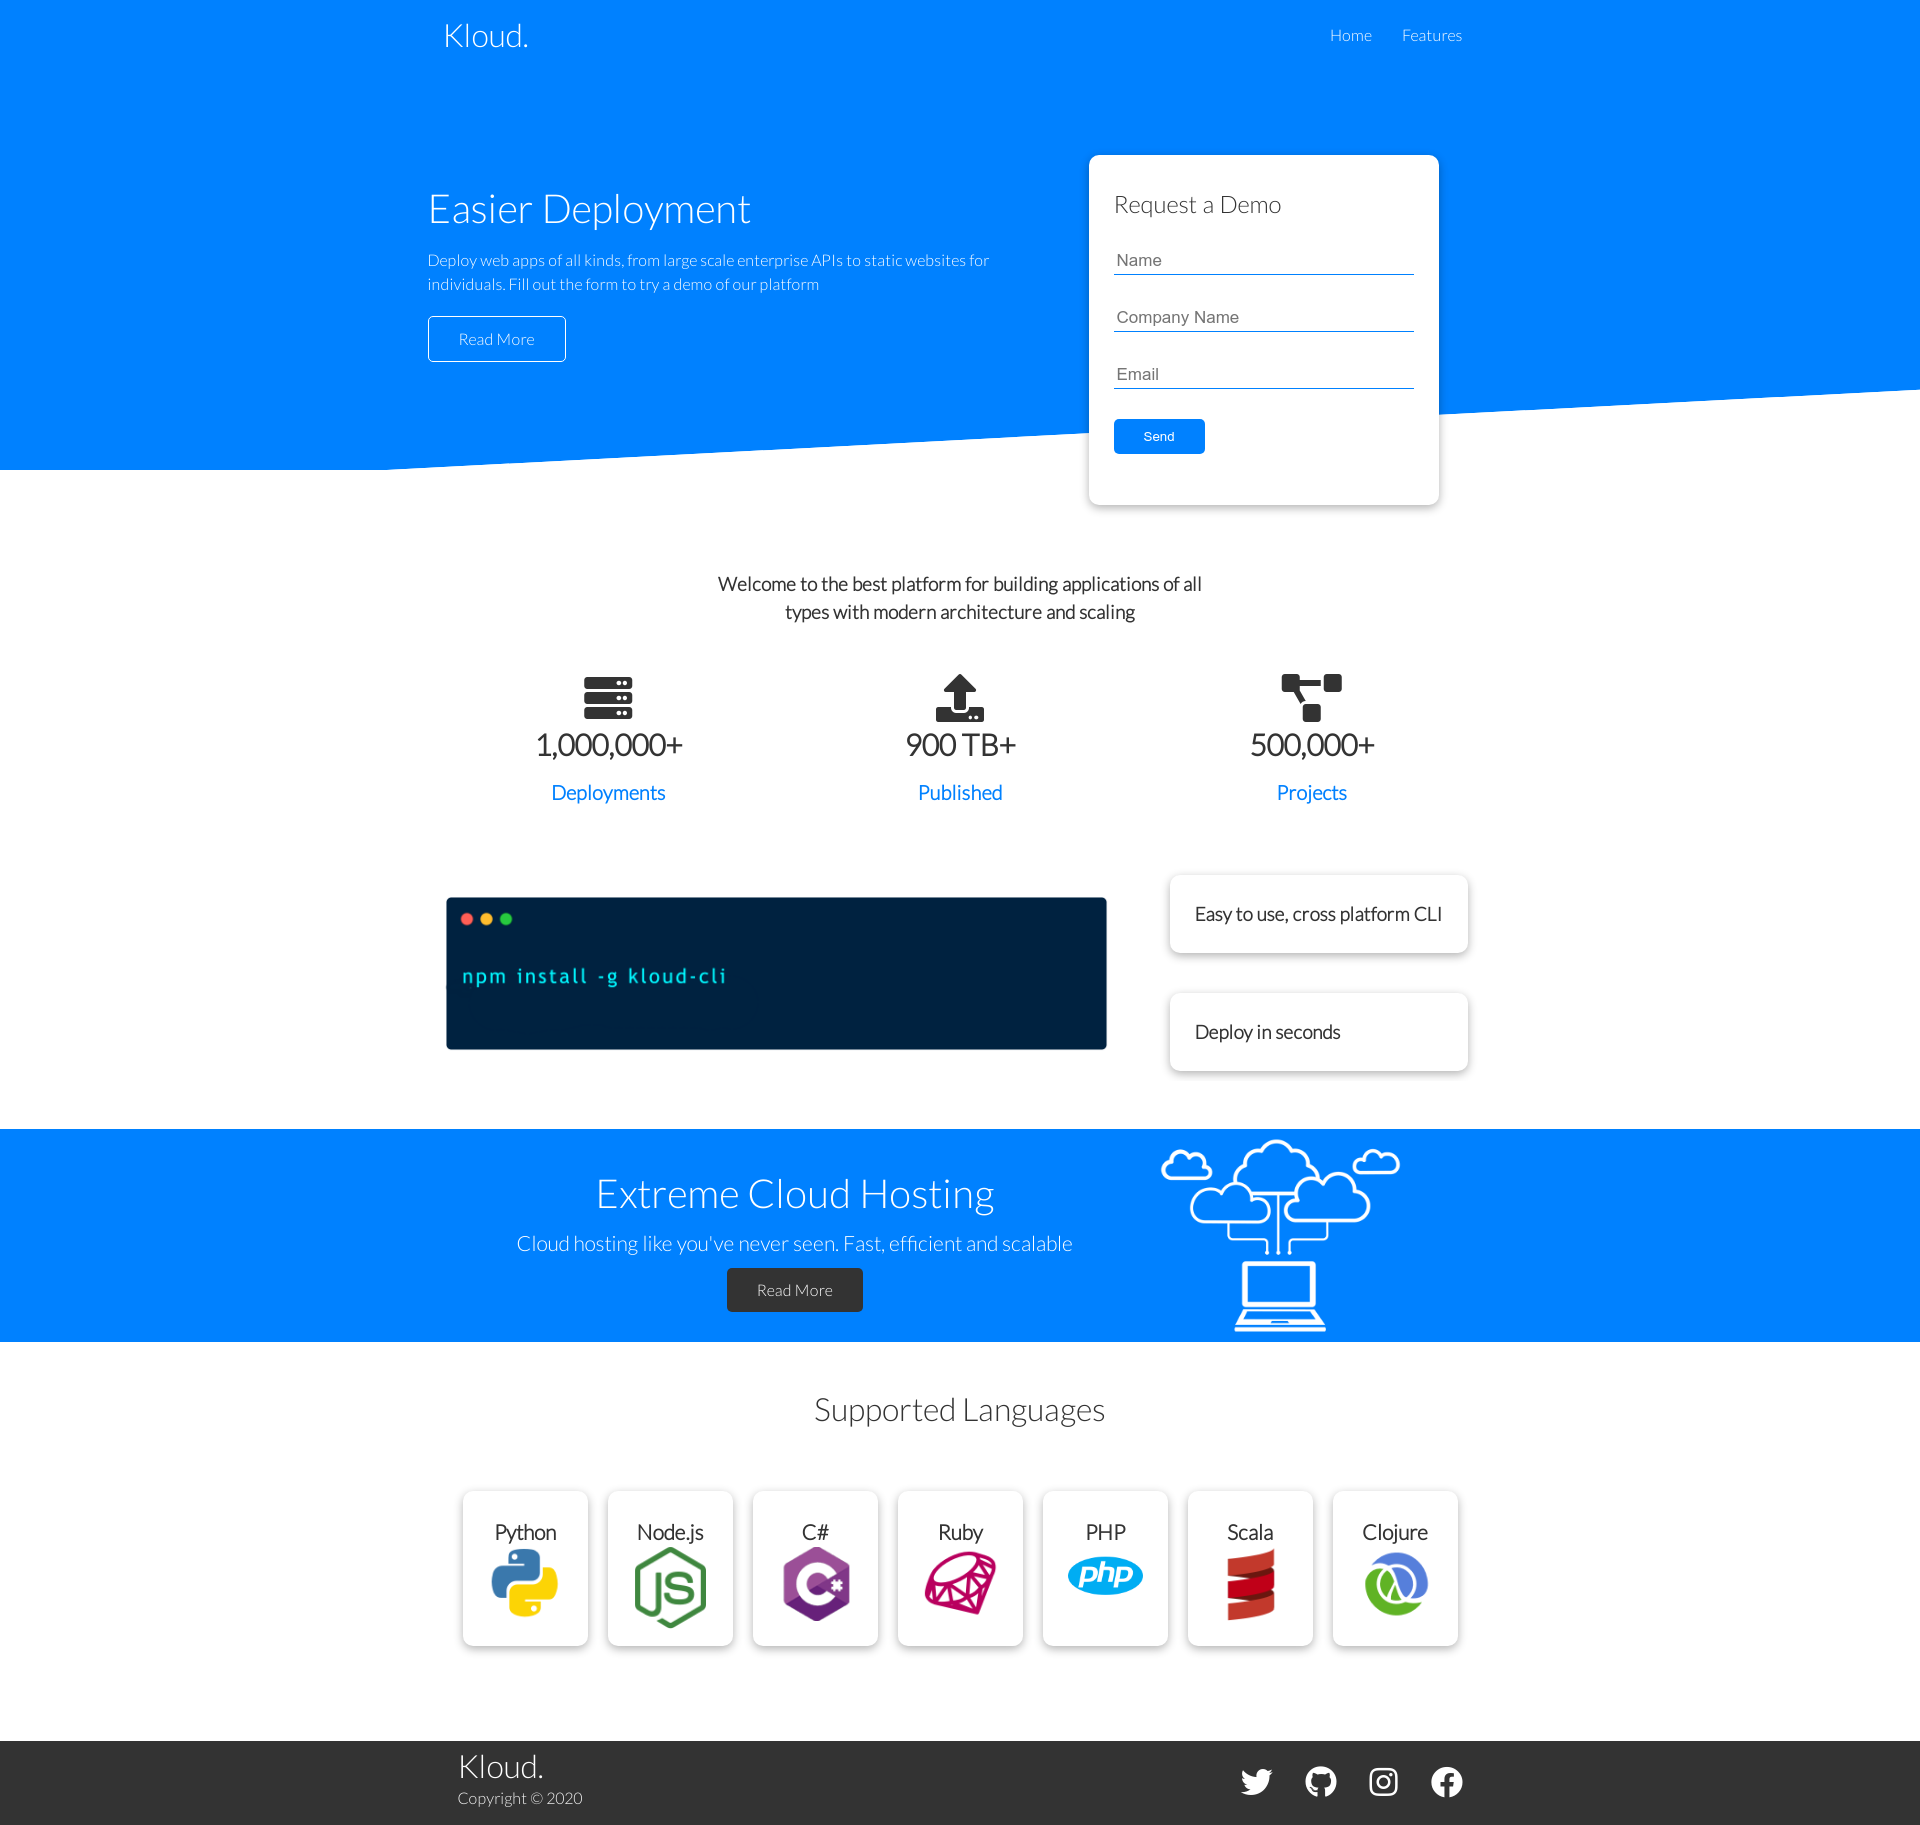 Kloud.
Home
Features
Easier Deployment
Deploy web apps of all kinds, from large scale enterprise APIs to static websites for
individuals. Fill out the form to try a demo of our platform
Read More
Request a Demo
Name
Company Name
Email
Send
Welcome to the best platform for building applications of all
types with modern architecture and scaling
1,000,000+
Deployments
900 TB+
Published
500,000+
Projects
npm install -g kloud-cli
Easy to use, cross platform CLI
Deploy in seconds
Extreme Cloud Hosting
Cloud hosting like you've never seen. Fast, efficient and scalable
Read More
Supported Languages
Python
Node.js
JS
C#
C#
Ruby
PHP
php
Scala
Clojure
Kloud.
Copyright © 2020